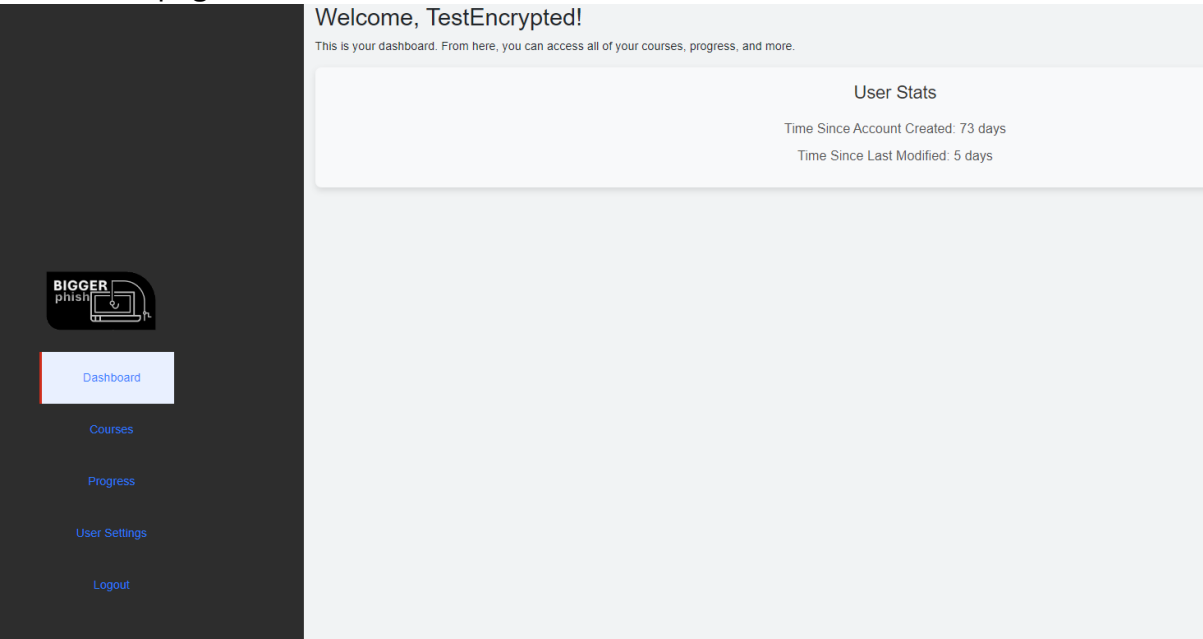 Welcome, TestEncrypted!
This is your dashboard. From here, you can access all of your courses, progress, and more.
User Stats
Time Since Account Created: 73 days
Time Since Last Modified: 5 days
BIGGER
phish
Dashboard
Courses
Progress
User Settings
Logout